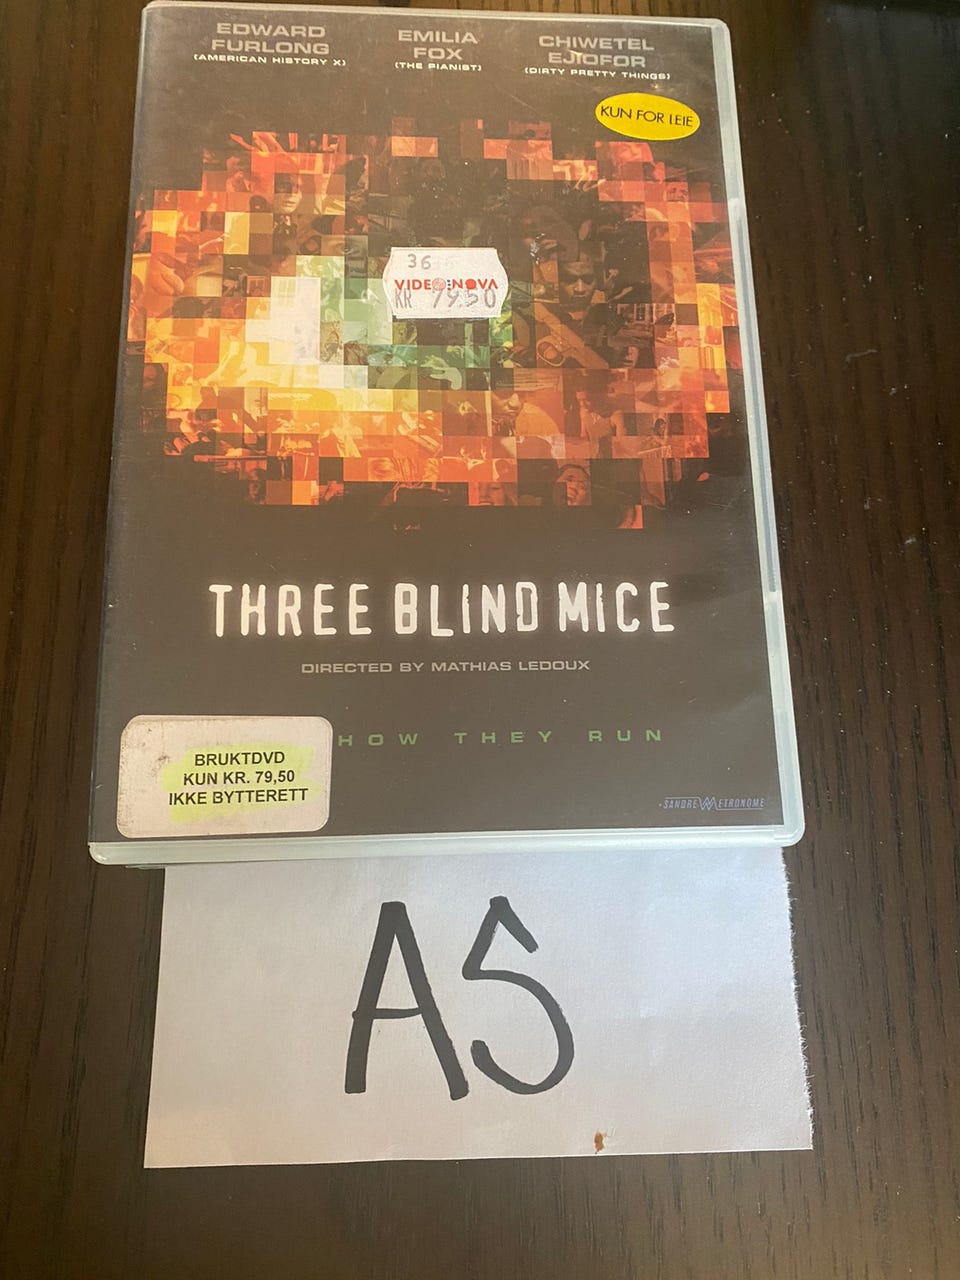 EDWARD
FURLONG
(AMERICAN HISTORY X)
EMILIA
FOX
(THE PIANIST)
CHIWETEL
EJIOFOR
(DIRTY PRETTY THINGS)
KUN FOR LEIE
36
VIDEONOVA
KR 79.50
THREE BLIND MICE
DIRECTED BY MATHIAS LEDOUX
HOW THEY RUN
BRUKTDVD
KUN KR. 79,50
IKKE BYTTERETT
SANDREW METRONOME
AS